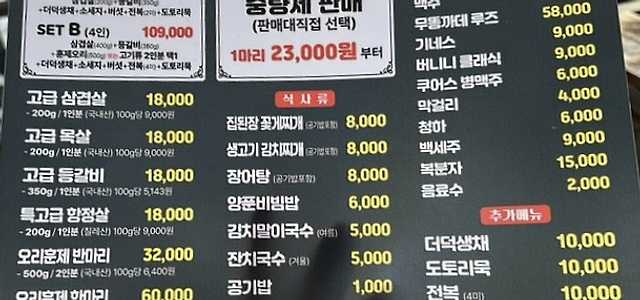 삼겹살(200g)+등갈비(350g)
+더덕생채+소세지+버섯+전복(2미)+도토리묵
SET B (4인) 109,000
삼겹살(400g)+등갈비(350g)
+훈제오리(500g) 고기류 2인분 택1
+더덕생채+소세지+버섯+전복(4미)+도토리묵
고급 삼겹살 18,000
- 200g / 1인분 (국내산) 100g당 9,000원
고급 목살 18,000
- 200g / 1인분 (국내산) 100g당 9,000원
고급 등갈비 18,000
- 350g / 1인분 (국내산) 100g당 5,143원
특고급 항정살 18,000
- 200g / 1인분 (칠레산) 100g당 9,000원
오리훈제 반마리 32,000
- 500g / 2인분 (국내산) 100g당 6,400원
오리훈제 한마리 60,000
중량제 판매
(판매대직접 선택)
1마리 23,000원 부터
식사류
집된장 꽃게찌개 (공기밥포함) 8,000
생고기 김치찌개 (공기밥포함) 8,000
장어탕 (공기밥포함) 8,000
양푼비빔밥 6,000
김치말이국수 (여름) 5,000
잔치국수 (겨울) 5,000
공기밥 1,000
맥주
무똥까데 루즈 58,000
기네스 9,000
버니니 클래식 9,000
쿠어스 병맥주 6,000
막걸리 4,000
청하 6,000
백세주 9,000
복분자 15,000
음료수 2,000
추가메뉴
더덕생채 10,000
도토리묵 10,000
전복 (4미) 10,000